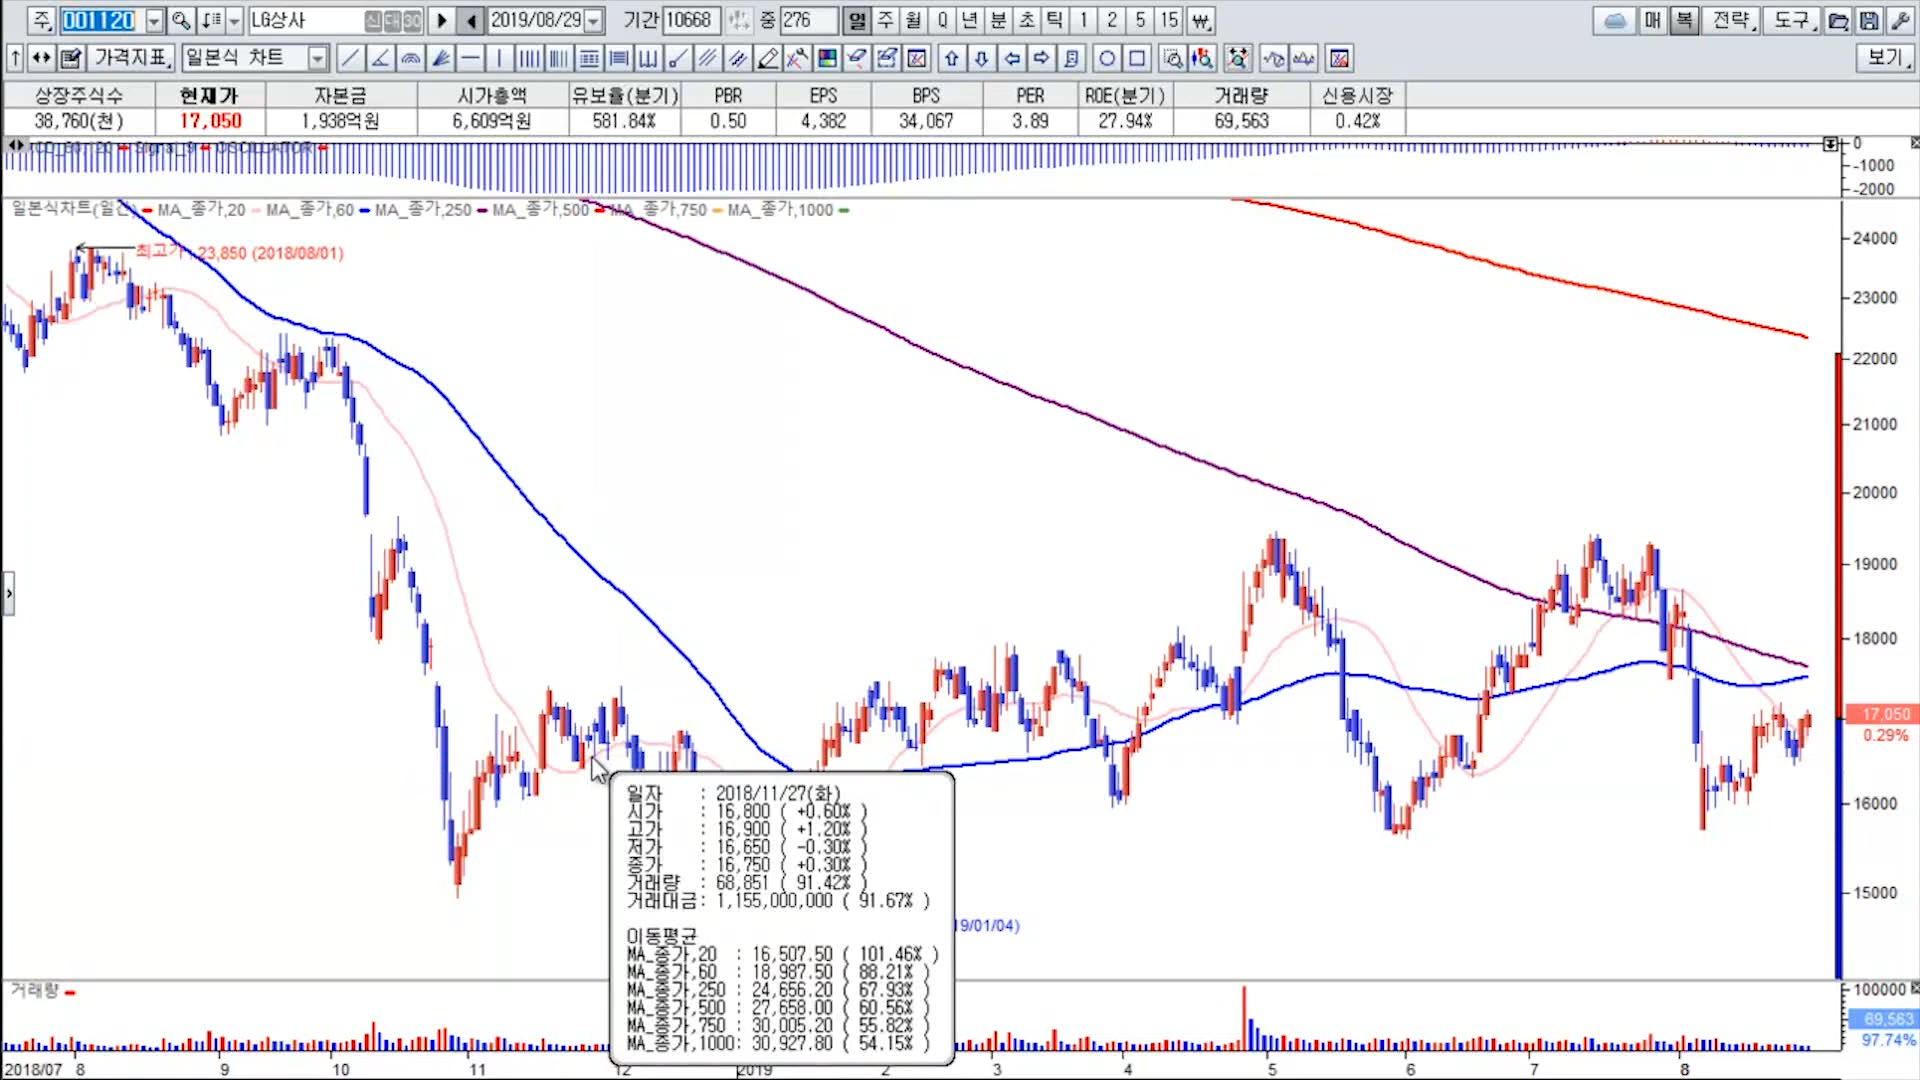 주 001120 LG상사 신 대 30 2019/08/29 기간 10668 중 276 일 주 월 Q 년 분 초 틱 1 2 5 15 ₩ 매 복 전략 도구
가격지표 일본식 차트 보기
상장주식수 현재가 자본금 시가총액 유보율(분기) PBR EPS BPS PER ROE(분기) 거래량 신용시장
38,760(천) 17,050 1,938억원 6,609억원 581.84% 0.50 4,382 34,067 3.89 27.94% 69,563 0.42%
Signal_9 OSCILLATOR
0
-1000
-2000
일본식차트(일간) MA_종가,20 MA_종가,60 MA_종가,250 MA_종가,500 MA_종가,750 MA_종가,1000
최고가 : 23,850 (2018/08/01)
24000
23000
22000
21000
20000
19000
18000
17,050
0.29%
16000
15000
일자 : 2018/11/27(화)
시가 : 16,800 ( +0.60% )
고가 : 16,900 ( +1.20% )
저가 : 16,650 ( -0.30% )
종가 : 16,750 ( +0.30% )
거래량 : 68,851 ( 91.42% )
거래대금: 1,155,000,000 ( 91.67% )
이동평균
MA_종가,20 : 16,507.50 ( 101.46% )
MA_종가,60 : 18,987.50 ( 88.21% )
MA_종가,250 : 24,656.20 ( 67.93% )
MA_종가,500 : 27,658.00 ( 60.56% )
MA_종가,750 : 30,005.20 ( 55.82% )
MA_종가,1000: 30,927.80 ( 54.15% )
19/01/04)
거래량
100000
69,563
97.74%
2018/07 8 9 10 11 12 2019 2 3 4 5 6 7 8